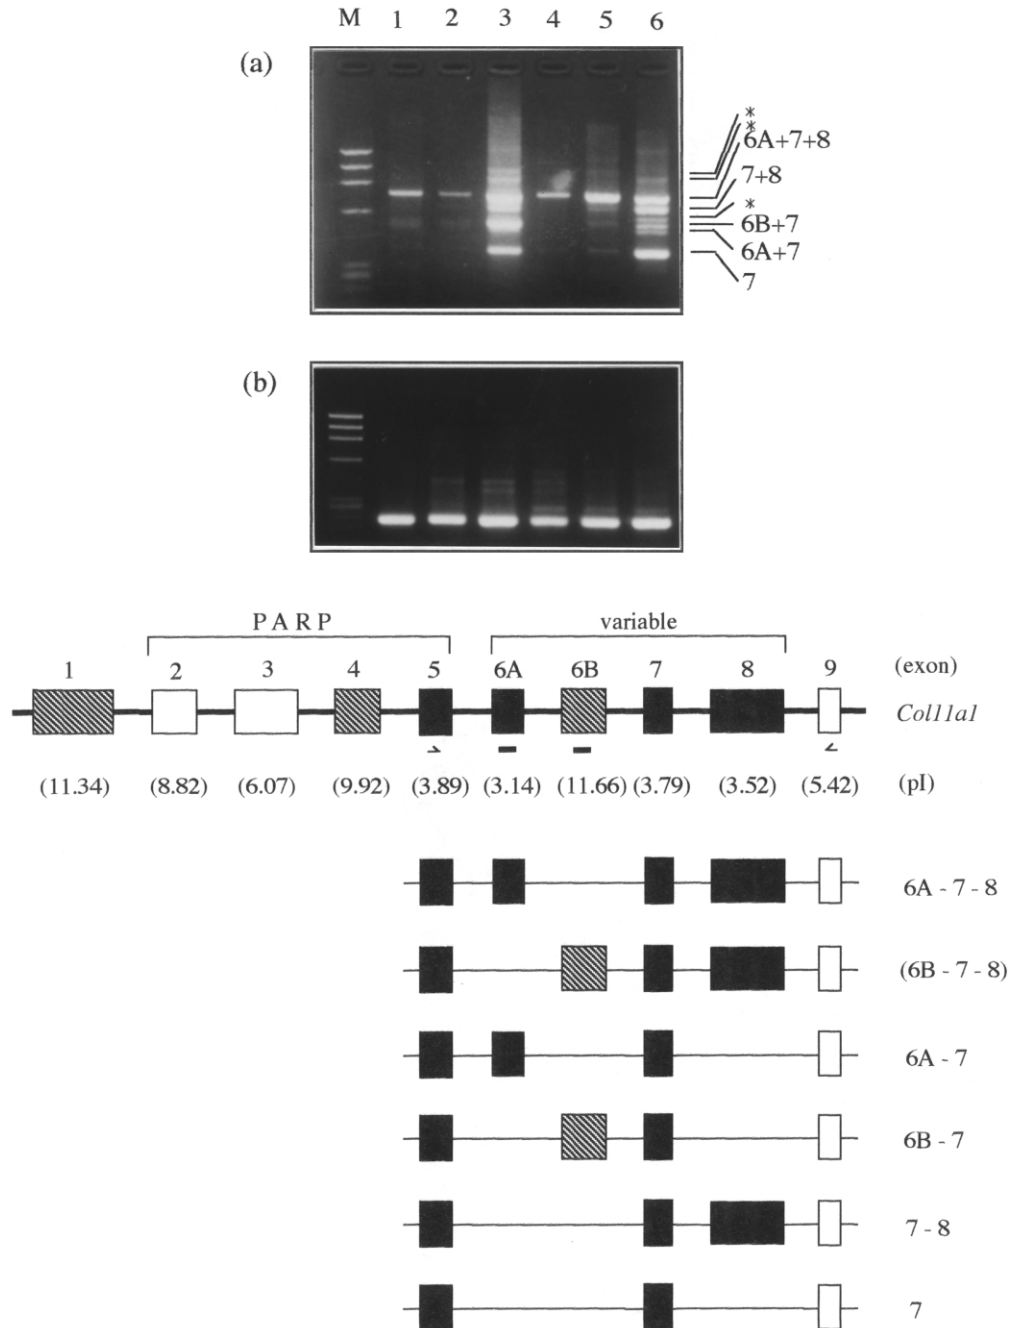 M 1 2 3 4 5 6
(a)
*
*
6A+7+8
7+8
*
6B+7
6A+7
7
(b)
PARP
variable
1 2 3 4 5 6A 6B 7 8 9 (exon)
Col11a1
(11.34) (8.82) (6.07) (9.92) (3.89) (3.14) (11.66) (3.79) (3.52) (5.42) (pI)
6A - 7 - 8
(6B - 7 - 8)
6A - 7
6B - 7
7 - 8
7